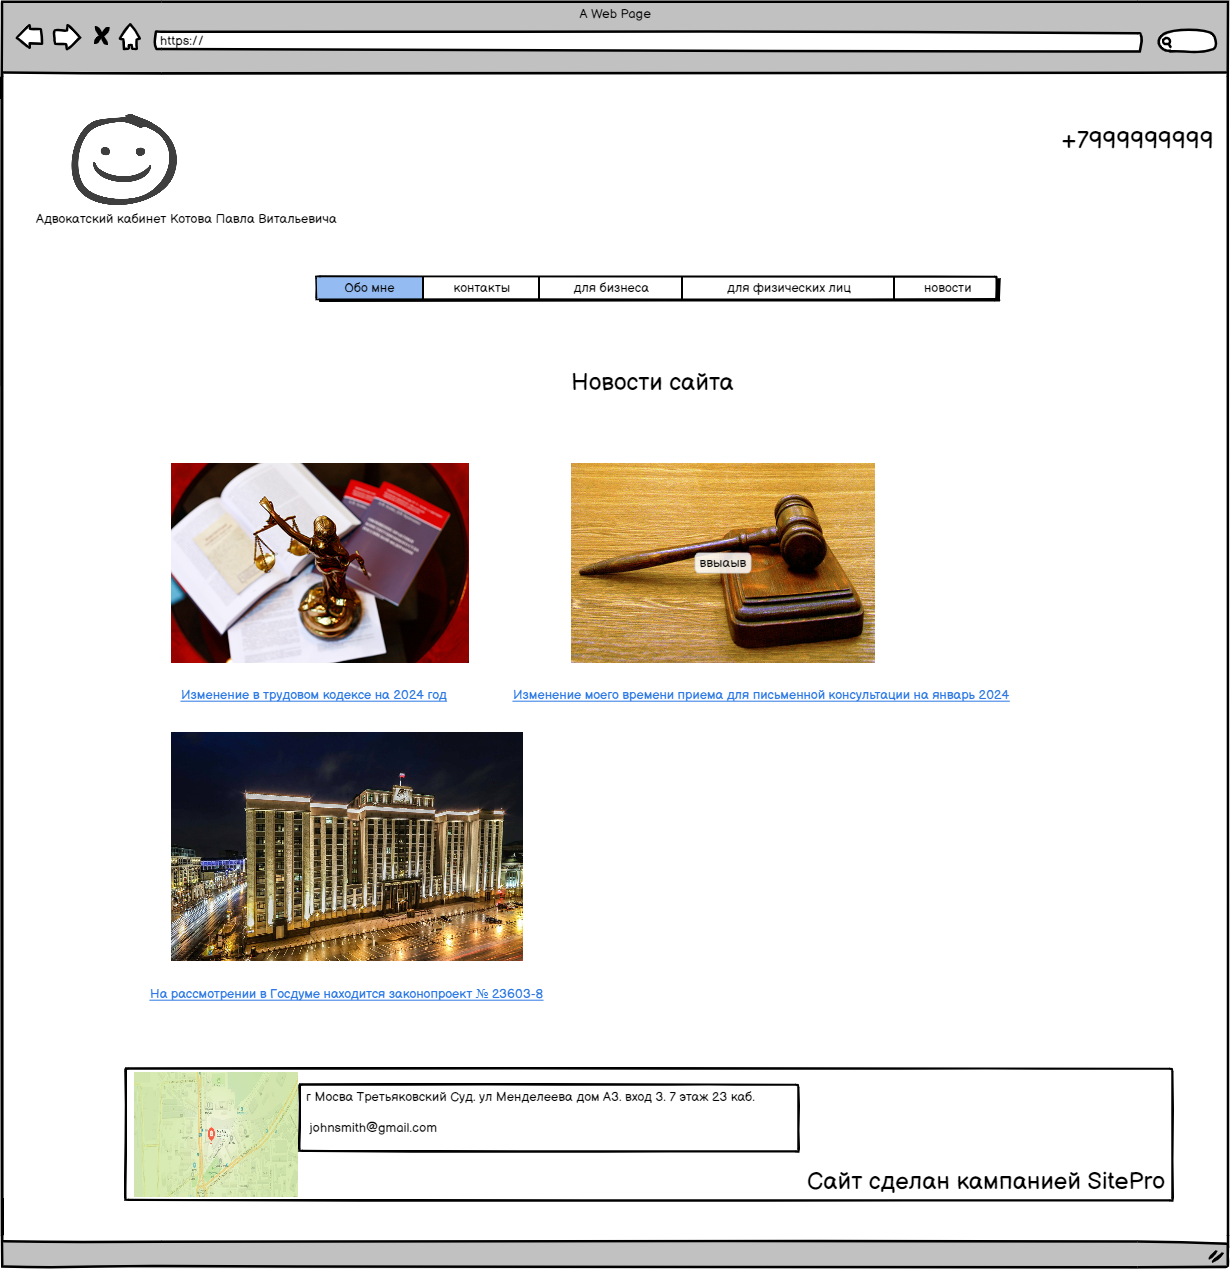 A Web Page
https://
+7999999999
Адвокатский кабинет Котова Павла Витальевича
Обо мне
контакты
для бизнеса
для физических лиц
новости
Новости сайта
ввыаыв
Изменение в трудовом кодексе на 2024 год
Изменение моего времени приема для письменной консультации на январь 2024
На рассмотрении в Госдуме находится законопроект № 23603-8
г Мосва Третьяковский Суд. ул Менделеева дом А3. вход 3. 7 этаж 23 каб.
johnsmith@gmail.com
Сайт сделан кампанией SitePro